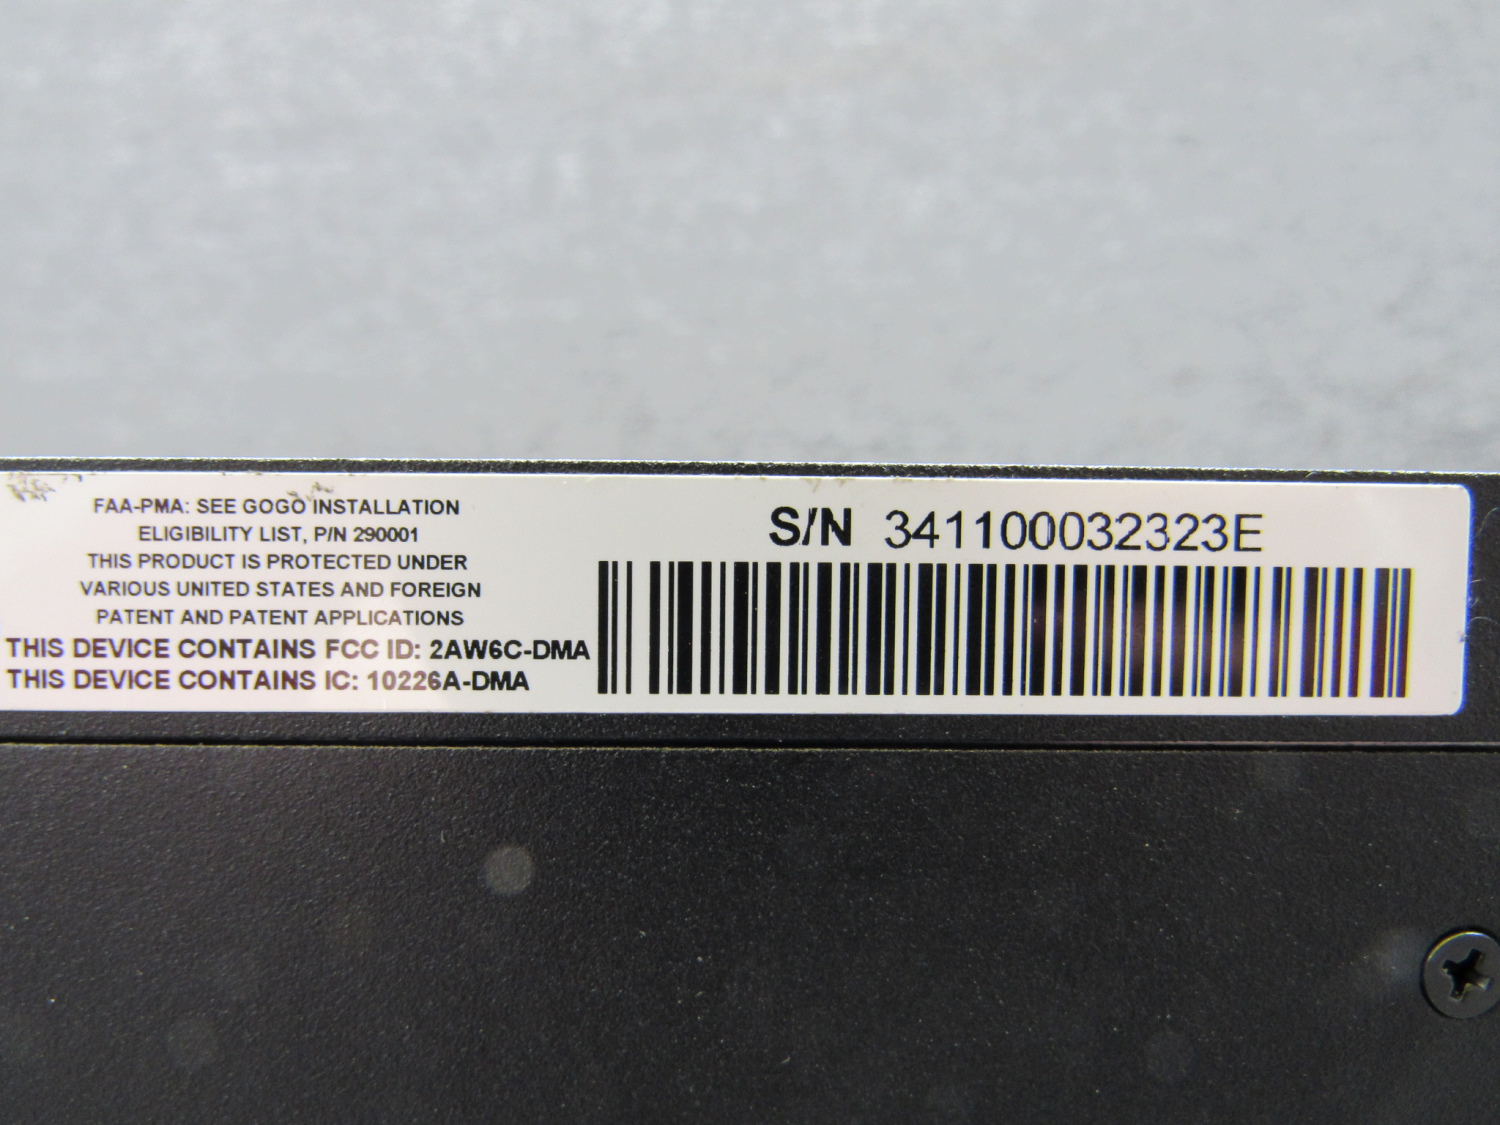 FAA-PMA: SEE GOGO INSTALLATION
ELIGIBILITY LIST, P/N 290001
THIS PRODUCT IS PROTECTED UNDER
VARIOUS UNITED STATES AND FOREIGN
PATENT AND PATENT APPLICATIONS
THIS DEVICE CONTAINS FCC ID: 2AW6C-DMA
THIS DEVICE CONTAINS IC: 10226A-DMA
S/N 341100032323E